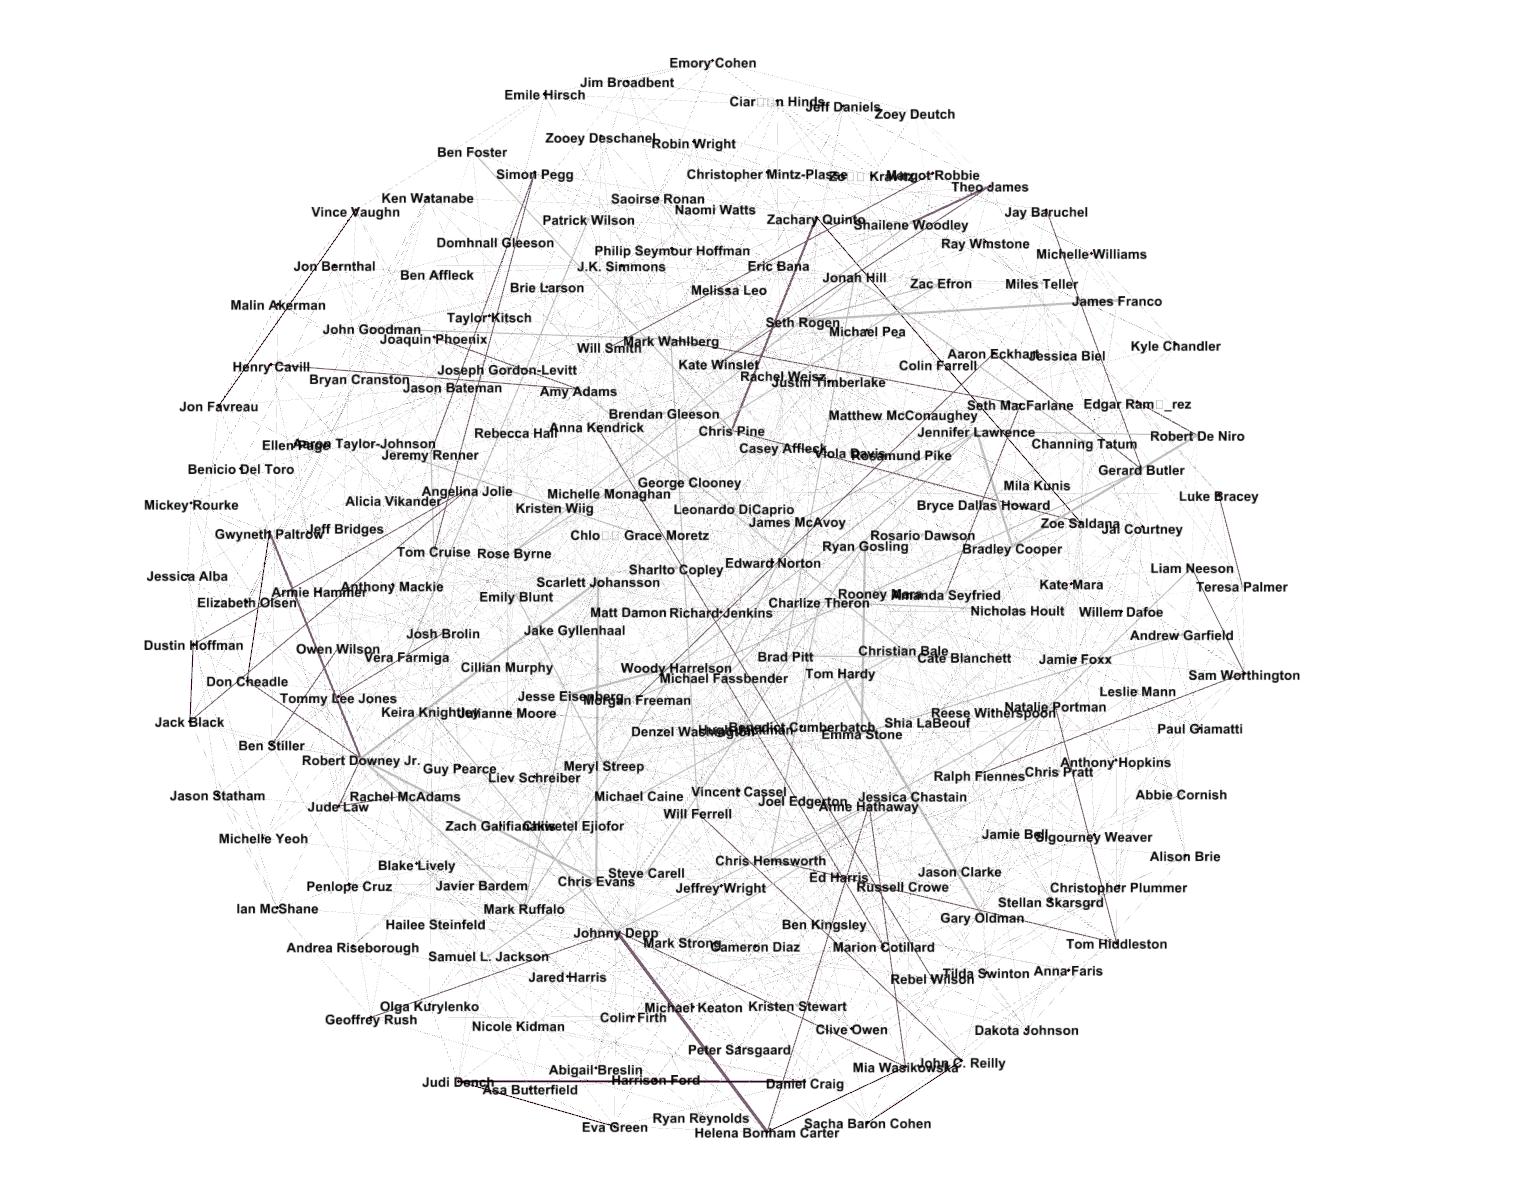 Emory Cohen
Jim Broadbent
Emile Hirsch
Jeff Daniels
Zoey Deutch
Zooey Deschanel
Robin Wright
Ben Foster
Simon Pegg
Christopher Mintz-Plasse
Margot Robbie
Theo James
Ken Watanabe
Saoirse Ronan
Naomi Watts
Vince Vaughn
Patrick Wilson
Zachary Quinto
Shailene Woodley
Jay Baruchel
Domhnall Gleeson
Philip Seymour Hoffman
Ray Winstone
Michelle Williams
Jon Bernthal
Ben Affleck
J.K. Simmons
Eric Bana
Jonah Hill
Zac Efron
Miles Teller
Brie Larson
Melissa Leo
Malin Akerman
James Franco
Taylor Kitsch
John Goodman
Seth Rogen
Michael Pea
Joaquin Phoenix
Will Smith
Mark Wahlberg
Kyle Chandler
Aaron Eckhart
Jessica Biel
Henry Cavill
Bryan Cranston
Joseph Gordon-Levitt
Kate Winslet
Colin Farrell
Jason Bateman
Amy Adams
Rachel Weisz
Justin Timberlake
Jon Favreau
Brendan Gleeson
Matthew McConaughey
Seth MacFarlane
Rebecca Hall
Anna Kendrick
Chris Pine
Jennifer Lawrence
Robert De Niro
Ellen Page
Aaron Taylor-Johnson
Jeremy Renner
Casey Affleck
Viola Davis
Rosamund Pike
Channing Tatum
Benicio Del Toro
Gerard Butler
Mickey Rourke
Alicia Vikander
Angelina Jolie
Michelle Monaghan
George Clooney
Mila Kunis
Luke Bracey
Kristen Wiig
Leonardo DiCaprio
Bryce Dallas Howard
Gwyneth Paltrow
Jeff Bridges
James McAvoy
Zoe Saldana
Jai Courtney
Tom Cruise
Rose Byrne
Ryan Gosling
Rosario Dawson
Bradley Cooper
Jessica Alba
Armie Hammer
Anthony Mackie
Scarlett Johansson
Sharlto Copley
Edward Norton
Liam Neeson
Teresa Palmer
Elizabeth Olsen
Emily Blunt
Matt Damon
Richard Jenkins
Charlize Theron
Rooney Mara
Amanda Seyfried
Kate Mara
Nicholas Hoult
Willem Dafoe
Dustin Hoffman
Josh Brolin
Jake Gyllenhaal
Andrew Garfield
Owen Wilson
Vera Farmiga
Cillian Murphy
Woody Harrelson
Brad Pitt
Christian Bale
Cate Blanchett
Jamie Foxx
Don Cheadle
Tommy Lee Jones
Michael Fassbender
Tom Hardy
Sam Worthington
Jesse Eisenberg
Morgan Freeman
Leslie Mann
Jack Black
Keira Knightley
Julianne Moore
Reese Witherspoon
Natalie Portman
Denzel Washington
Hugh Jackman
Benedict Cumberbatch
Emma Stone
Shia LaBeouf
Paul Giamatti
Ben Stiller
Robert Downey Jr.
Guy Pearce
Liev Schreiber
Meryl Streep
Ralph Fiennes
Chris Pratt
Anthony Hopkins
Jason Statham
Jude Law
Rachel McAdams
Michael Caine
Vincent Cassel
Joel Edgerton
Anne Hathaway
Jessica Chastain
Abbie Cornish
Michelle Yeoh
Zach Galifianakis
Chiwetel Ejiofor
Will Ferrell
Jamie Bell
Sigourney Weaver
Blake Lively
Chris Hemsworth
Alison Brie
Penlope Cruz
Javier Bardem
Chris Evans
Steve Carell
Jeffrey Wright
Ed Harris
Russell Crowe
Jason Clarke
Christopher Plummer
Ian McShane
Mark Ruffalo
Stellan Skarsgrd
Hailee Steinfeld
Johnny Depp
Ben Kingsley
Gary Oldman
Andrea Riseborough
Samuel L. Jackson
Mark Strong
Cameron Diaz
Marion Cotillard
Tom Hiddleston
Jared Harris
Rebel Wilson
Tilda Swinton
Anna Faris
Geoffrey Rush
Olga Kurylenko
Nicole Kidman
Colin Firth
Michael Keaton
Kristen Stewart
Clive Owen
Dakota Johnson
Peter Sarsgaard
Abigail Breslin
Mia Wasikowska
John C. Reilly
Judi Dench
Asa Butterfield
Harrison Ford
Daniel Craig
Eva Green
Ryan Reynolds
Helena Bonham Carter
Sacha Baron Cohen